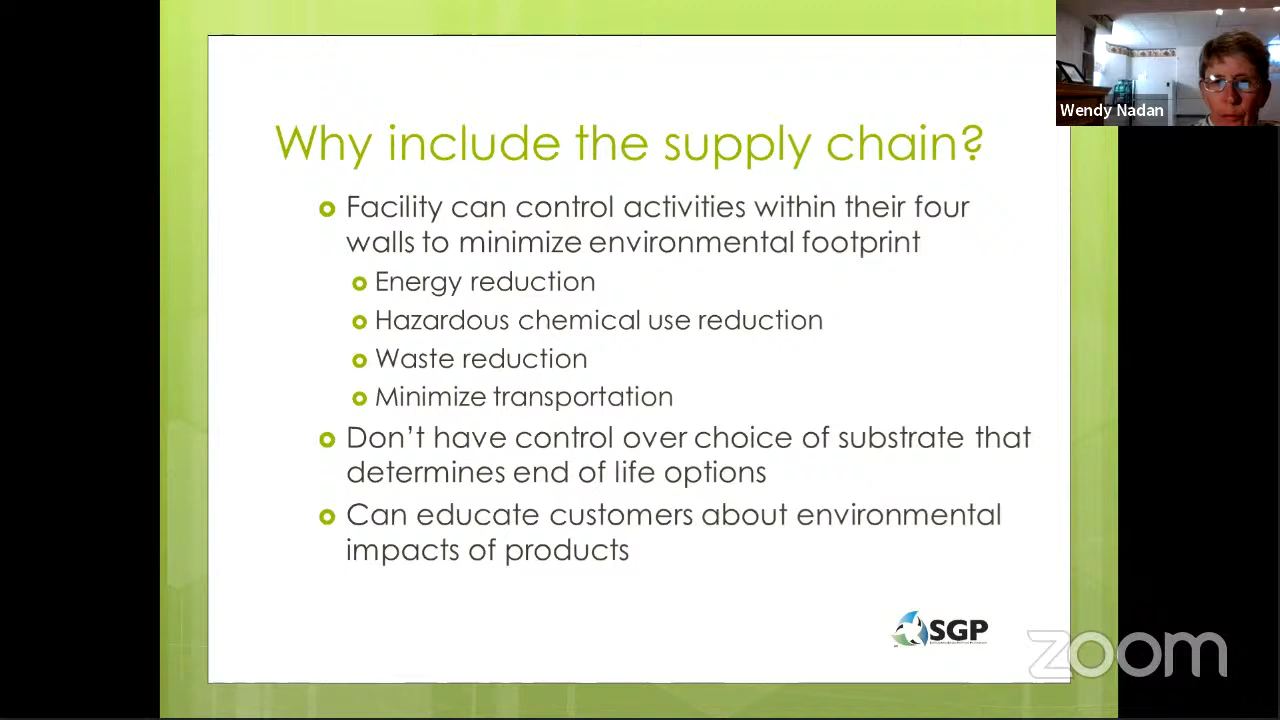 Why include the supply chain?
Facility can control activities within their four
walls to minimize environmental footprint
Energy reduction
Hazardous chemical use reduction
Waste reduction
Minimize transportation
Don't have control over choice of substrate that
determines end of life options
Can educate customers about environmental
impacts of products
SGP
Wendy Nadan
zoom